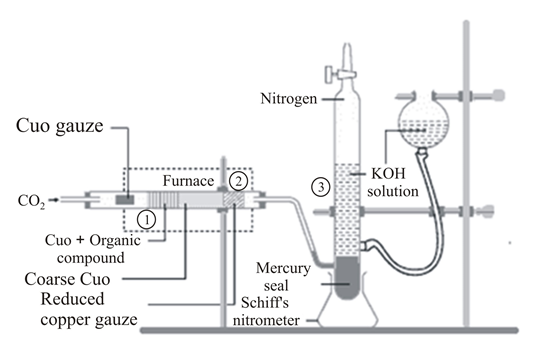 Nitrogen
Cuo gauze
Furnace
②
KOH
solution
③
CO₂
①
Cuo + Organic
compound
Coarse Cuo
Reduced
copper gauze
Mercury
seal
Schiff's
nitrometer